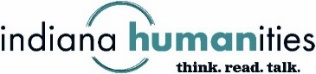 indiana humanities
think. read. talk.